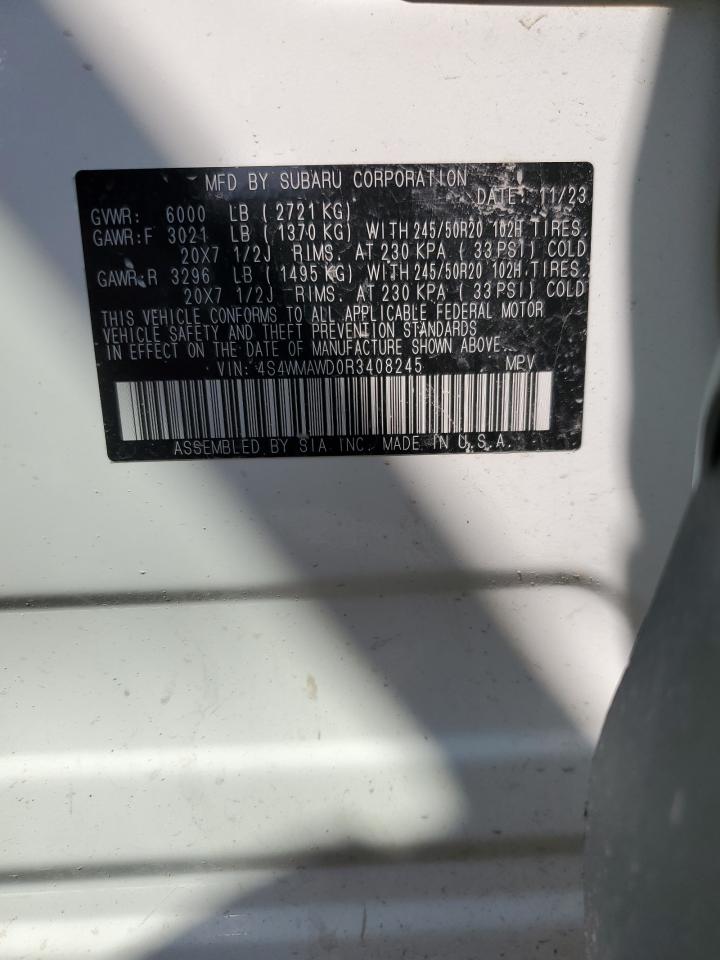 MFD BY SUBARU CORPORATION DATE: 11/23
GVWR: 6000 LB ( 2721 KG)
GAWR:F 3021 LB ( 1370 KG) WITH 245/50R20 102H TIRES.
20X7 1/2J RIMS. AT 230 KPA ( 33 PSI) COLD
GAWR:R 3296 LB ( 1495 KG) WITH 245/50R20 102H TIRES.
20X7 1/2J RIMS. AT 230 KPA ( 33 PSI) COLD
THIS VEHICLE CONFORMS TO ALL APPLICABLE FEDERAL MOTOR
VEHICLE SAFETY AND THEFT PREVENTION STANDARDS
IN EFFECT ON THE DATE OF MANUFACTURE SHOWN ABOVE.
VIN: 4S4WMAWD0R3408245 MPV
ASSEMBLED BY SIA INC. MADE IN U.S.A.